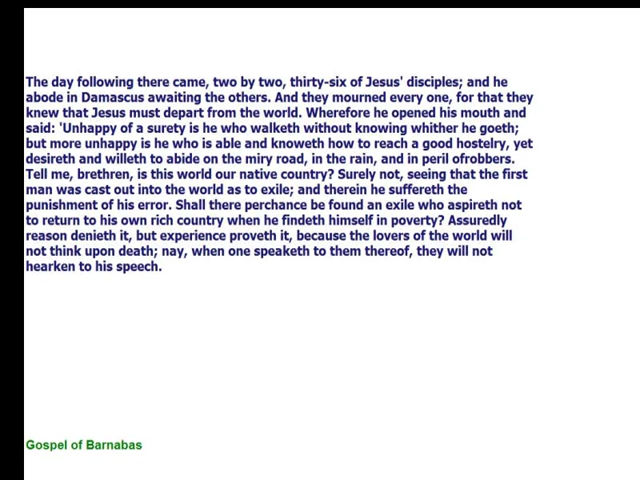 The day following there came, two by two, thirty-six of Jesus' disciples; and he
abode in Damascus awaiting the others. And they mourned every one, for that they
knew that Jesus must depart from the world. Wherefore he opened his mouth and
said: 'Unhappy of a surety is he who walketh without knowing whither he goeth;
but more unhappy is he who is able and knoweth how to reach a good hostelry, yet
desireth and willeth to abide on the miry road, in the rain, and in peril ofrobbers.
Tell me, brethren, is this world our native country? Surely not, seeing that the first
man was cast out into the world as to exile; and therein he suffereth the
punishment of his error. Shall there perchance be found an exile who aspireth not
to return to his own rich country when he findeth himself in poverty? Assuredly
reason denieth it, but experience proveth it, because the lovers of the world will
not think upon death; nay, when one speaketh to them thereof, they will not
hearken to his speech.
Gospel of Barnabas